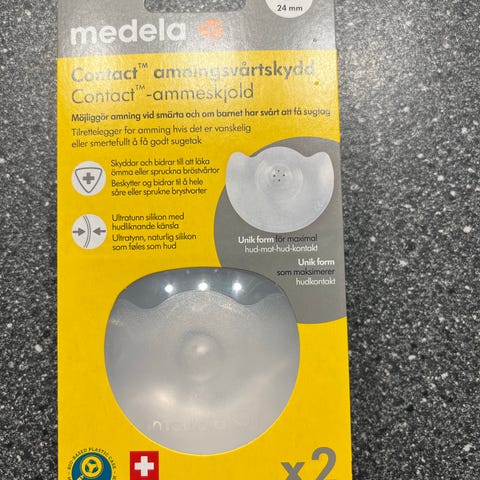 medela
24 mm
Contact™ amningsvårtskydd
Contact™-ammeskjold
Möjliggör amning vid smärta och om barnet har svårt att få sugtag
Tilrettelegger for amming hvis det er vanskelig
eller smertefullt å få godt sugetak
Skyddar och bidrar till att läka
ömma eller spruckna bröstvårtor
Beskytter og bidrar til å hele
såre eller sprukne brystvorter
Ultratunn silikon med
hudliknande känsla
Ultratynn, naturlig silikon
som føles som hud
Unik form för maximal
hud-mot-hud-kontakt
Unik form
som maksimerer
hudkontakt
medela
BIO-BASED PLASTIC CARE
x2